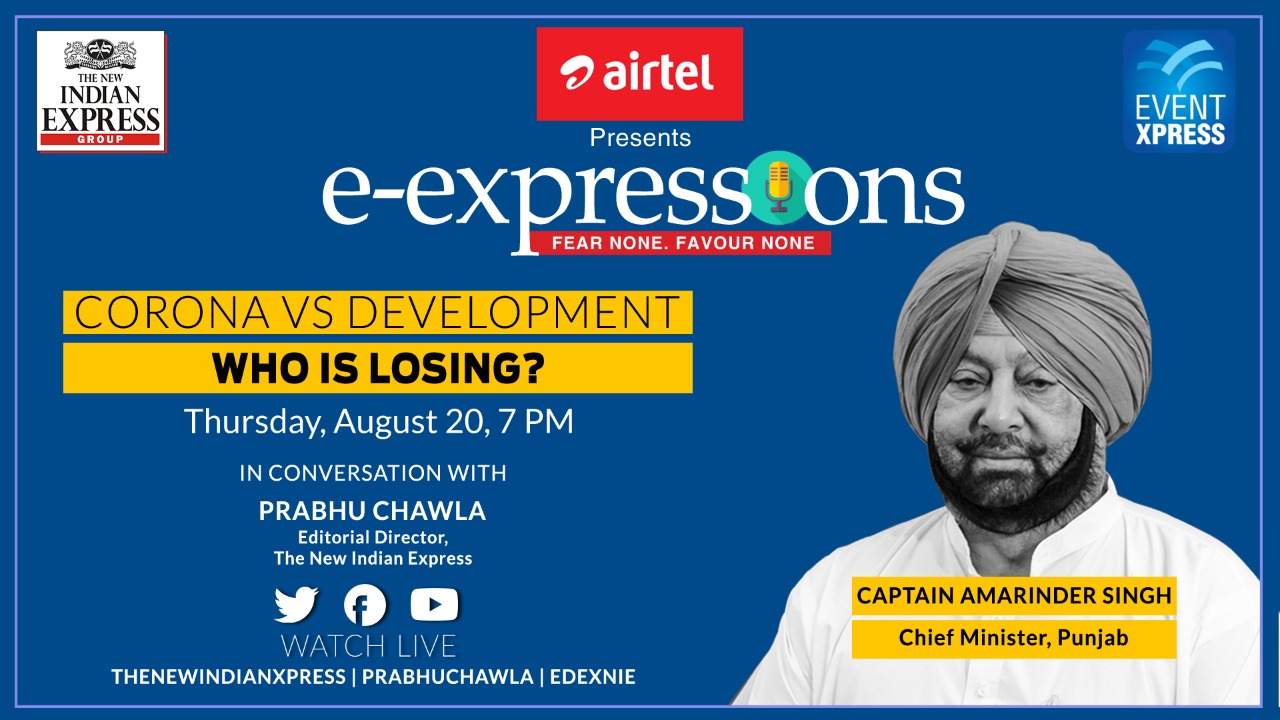 THE NEW
INDIAN
EXPRESS
GROUP
airtel
Presents
e-expressions
FEAR NONE. FAVOUR NONE
EVENT
XPRESS
CORONA VS DEVELOPMENT
WHO IS LOSING?
Thursday, August 20, 7 PM
IN CONVERSATION WITH
PRABHU CHAWLA
Editorial Director,
The New Indian Express
WATCH LIVE
THENEWINDIANXPRESS | PRABHUCHAWLA | EDEXNIE
CAPTAIN AMARINDER SINGH
Chief Minister, Punjab